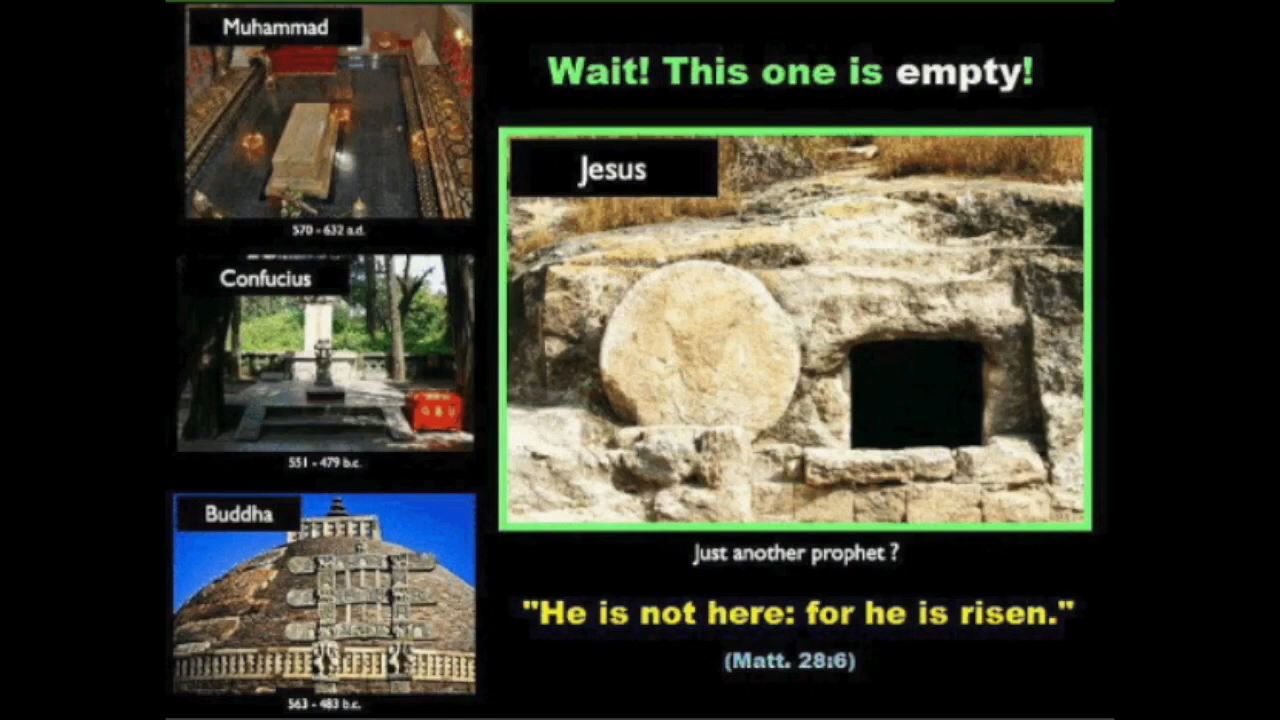 Muhammad
570 - 632 a.d.
Confucius
551 - 479 b.c.
Buddha
563 - 483 b.c.
Wait! This one is empty!
Jesus
Just another prophet ?
"He is not here: for he is risen."
(Matt. 28:6)